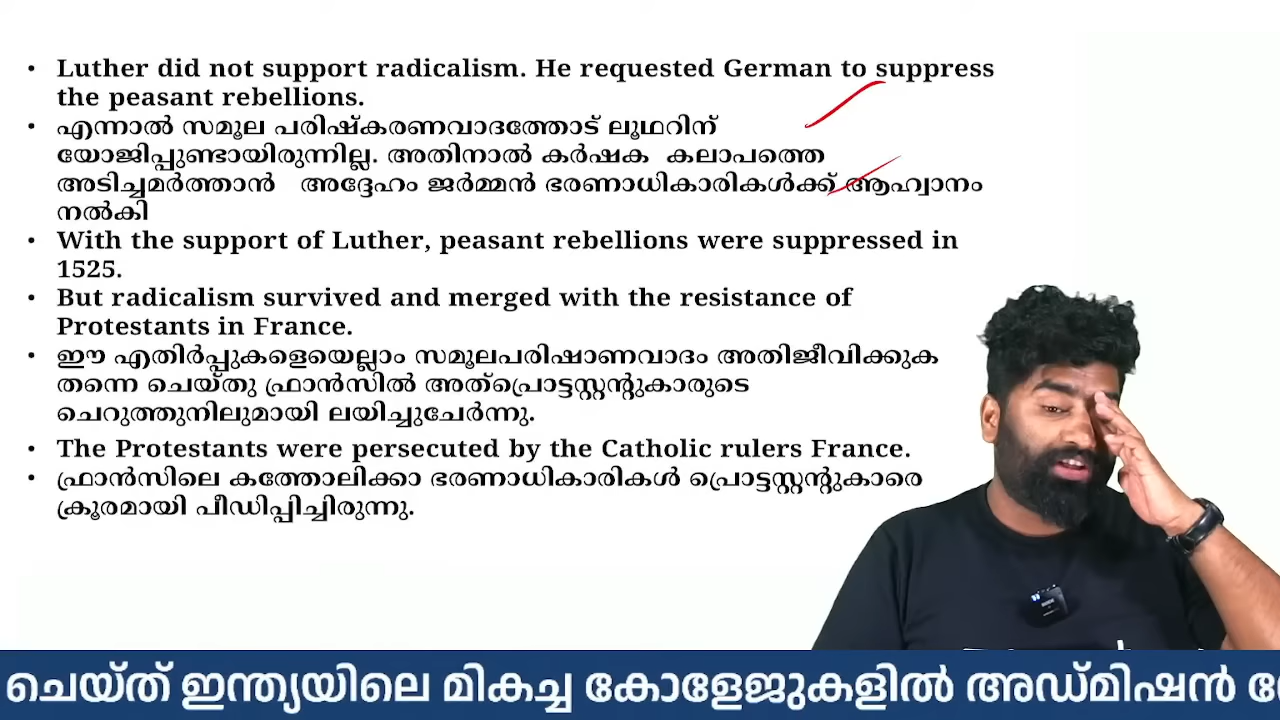 • Luther did not support radicalism. He requested German to suppress
the peasant rebellions.
• എന്നാൽ സമൂല പരിഷ്കരണവാദത്തോട് ലൂഥറിന്
യോജിപ്പുണ്ടായിരുന്നില്ല. അതിനാൽ കർഷക കലാപത്തെ
അടിച്ചമർത്താൻ അദ്ദേഹം ജർമ്മൻ ഭരണാധികാരികൾക്ക് ആഹ്വാനം
നൽകി
• With the support of Luther, peasant rebellions were suppressed in
1525.
• But radicalism survived and merged with the resistance of
Protestants in France.
• ഈ എതിർപ്പുകളെയെല്ലാം സമൂലപരിഷാണവാദം അതിജീവിക്കുക
തന്നെ ചെയ്തു ഫ്രാൻസിൽ അത്പ്രൊട്ടസ്റ്റന്റുകാരുടെ
ചെറുത്തുനിലുമായി ലയിച്ചുചേർന്നു.
• The Protestants were persecuted by the Catholic rulers France.
• ഫ്രാൻസിലെ കത്തോലിക്കാ ഭരണാധികാരികൾ പ്രൊട്ടസ്റ്റന്റുകാരെ
ക്രൂരമായി പീഡിപ്പിച്ചിരുന്നു.
ചെയ്ത് ഇന്ത്യയിലെ മികച്ച കോളേജുകളിൽ അഡ്മിഷൻ